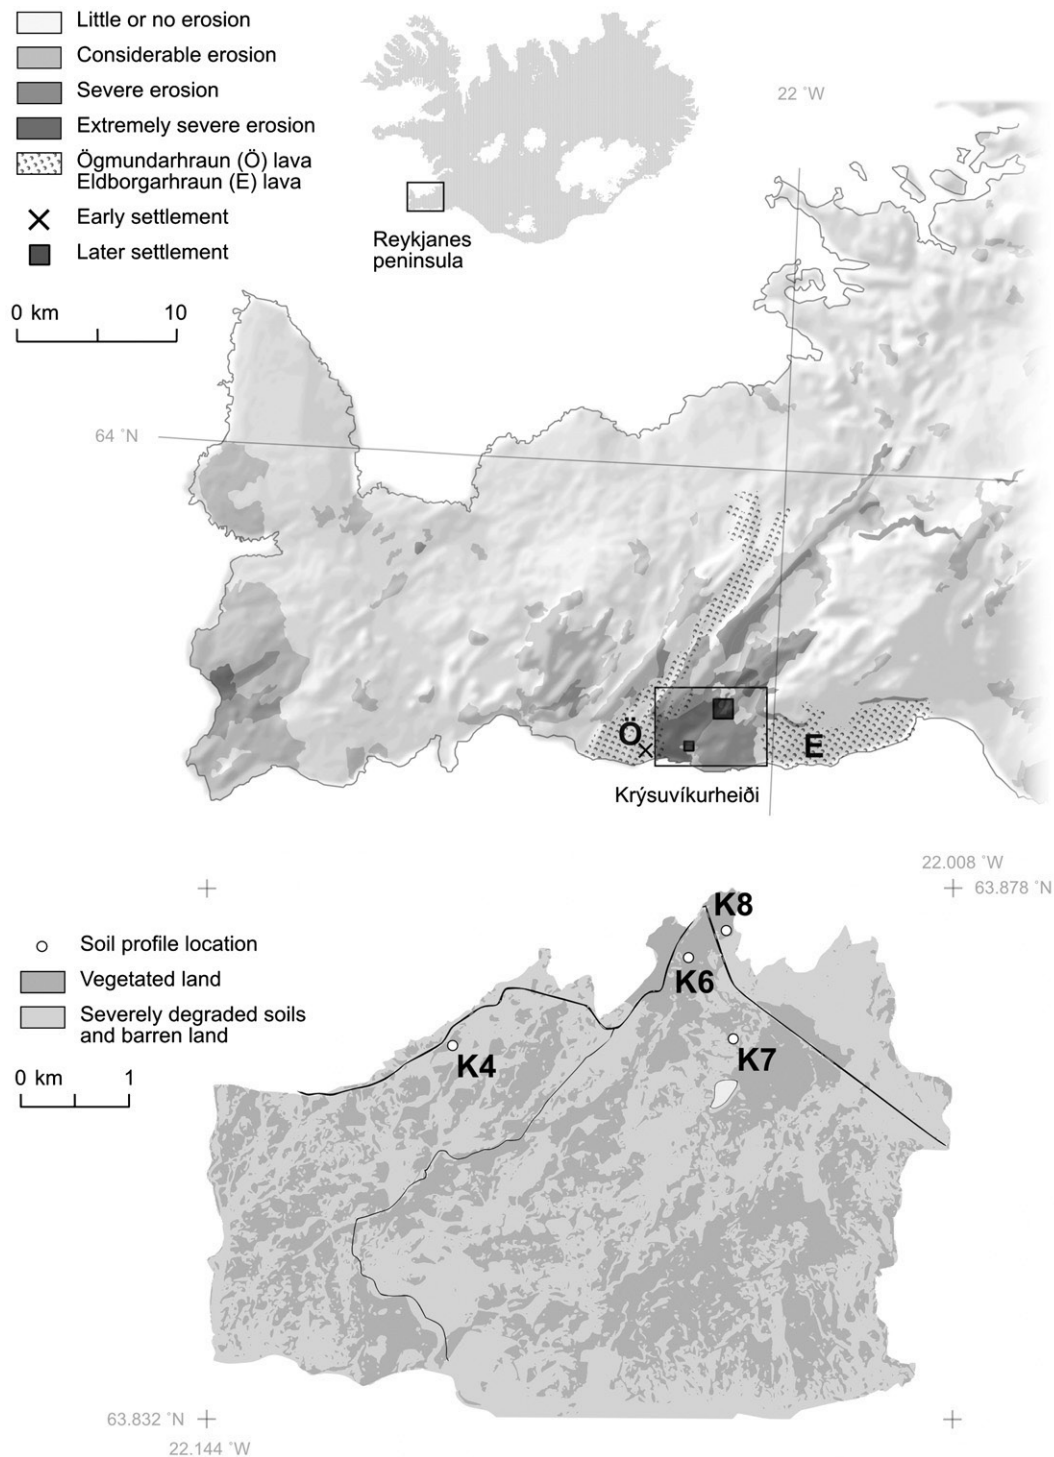 Little or no erosion
Considerable erosion
Severe erosion
Extremely severe erosion
Ögmundarhraun (Ö) lava
Eldborgarhraun (E) lava
Early settlement
Later settlement
0 km 10
Reykjanes
peninsula
22 °W
64 °N
Ö
E
Krýsuvíkurheiði
22.008 °W
63.878 °N
Soil profile location
Vegetated land
Severely degraded soils
and barren land
0 km 1
K8
K6
K7
K4
63.832 °N
22.144 °W